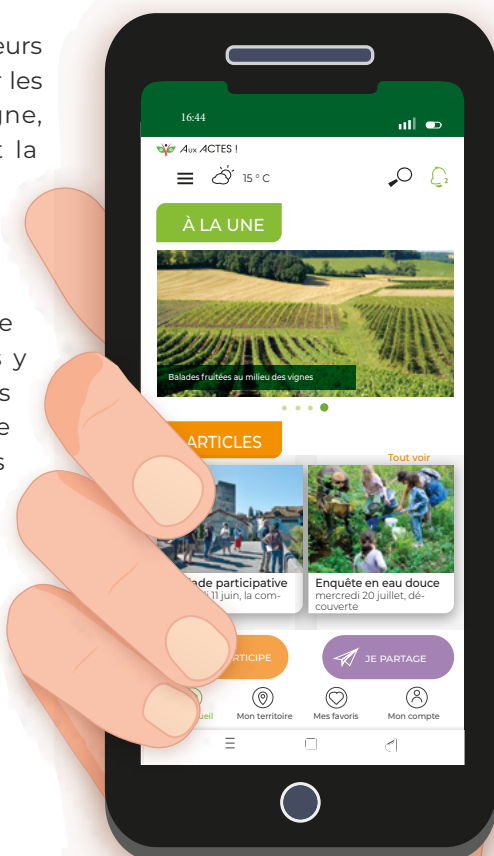 eurs
les
gne,
la
e
y
s
e
s
16:44
Aux ACTES !
15 ° C
2
À LA UNE
Balades fruitées au milieu des vignes
ARTICLES
Tout voir
ade participative
11 juin, la com-
Enquête en eau douce
mercredi 20 juillet, dé-
couverte
RTICIPE
JE PARTAGE
ueil
Mon territoire
Mes favoris
Mon compte